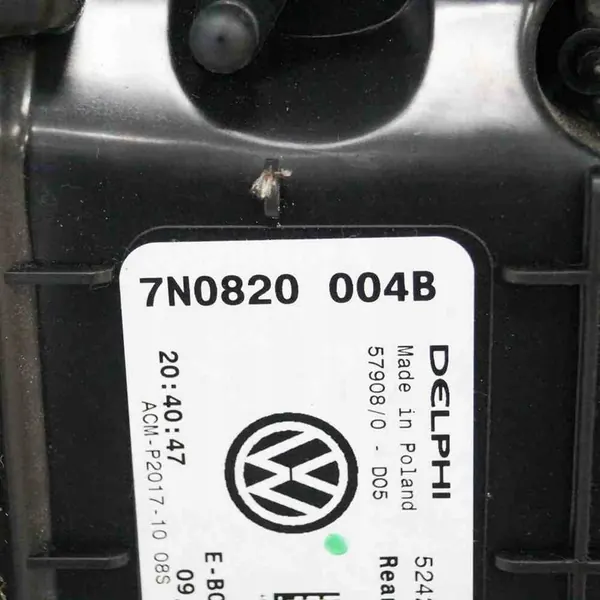 7N0820 004B
DELPHI
Made in Poland
57908/0 - D05
20:40:47
ACM-P2017-10 08S